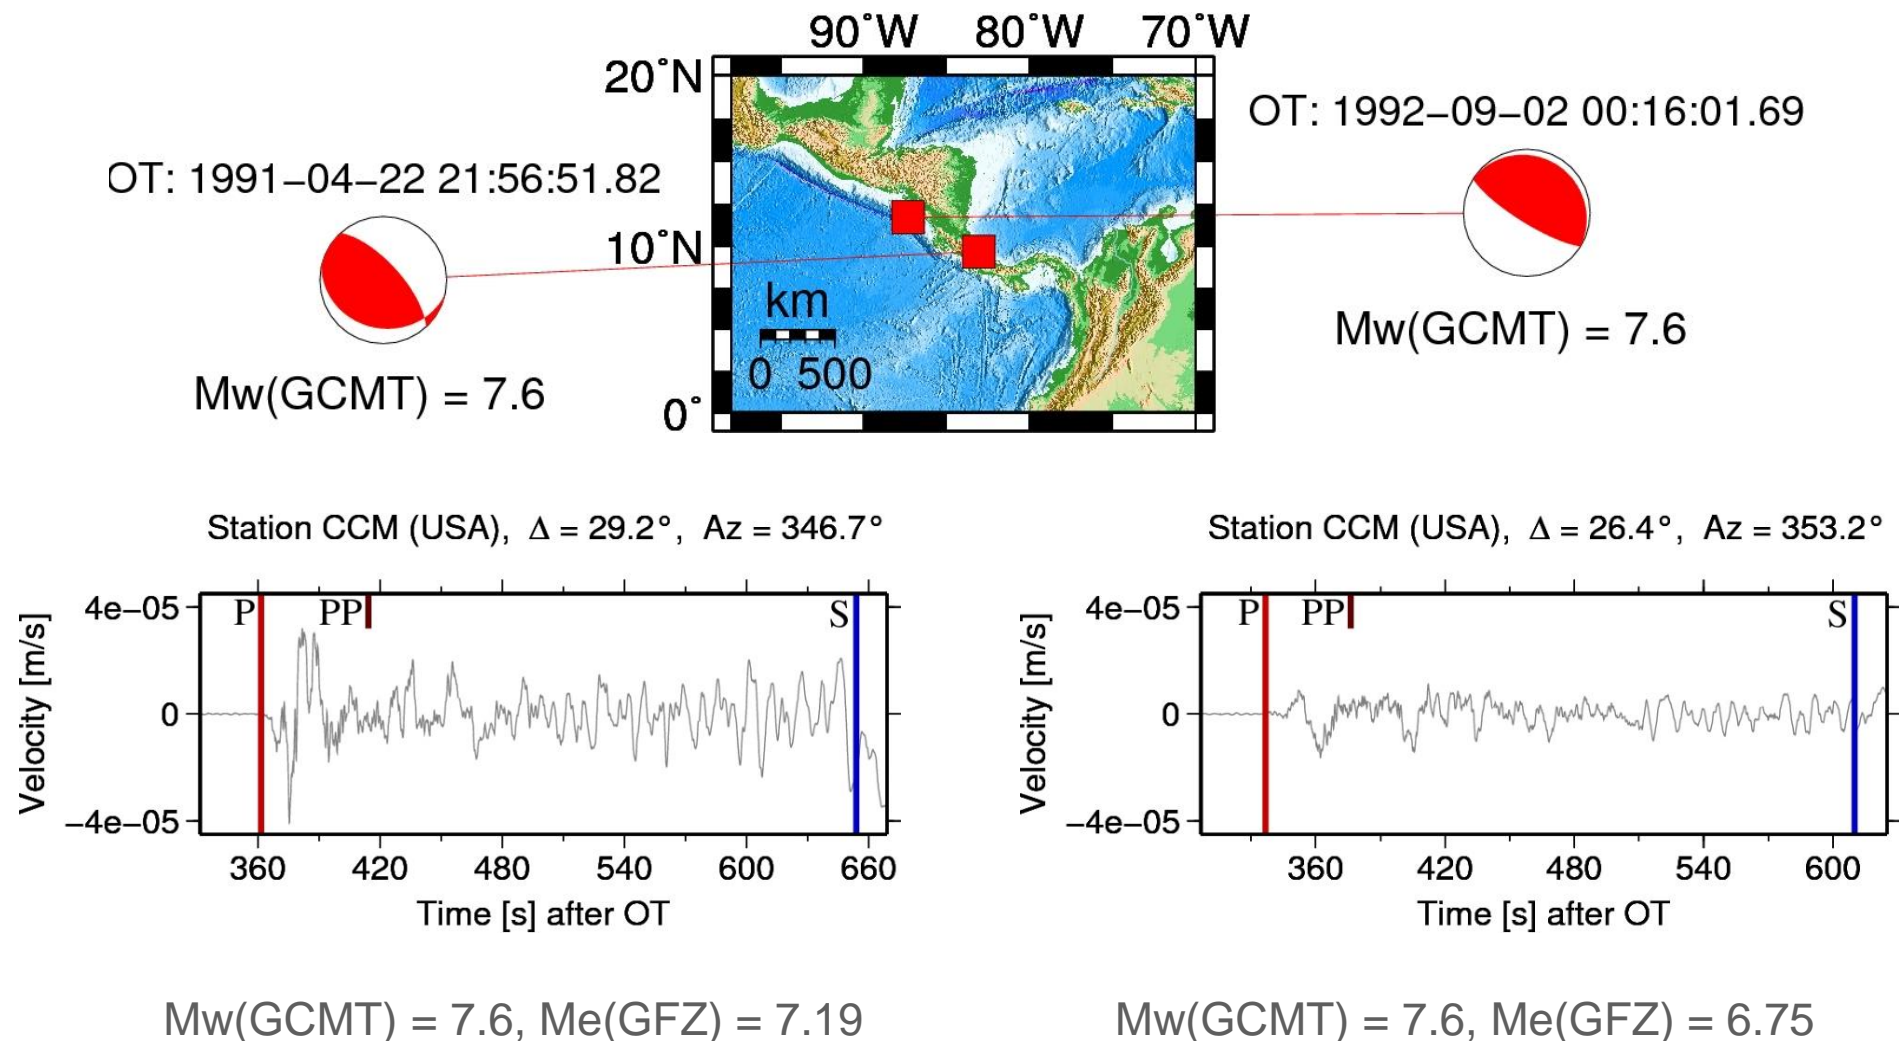 90°W 80°W 70°W
20°N
10°N
0°
km
0 500
OT: 1991–04–22 21:56:51.82
Mw(GCMT) = 7.6
OT: 1992–09–02 00:16:01.69
Mw(GCMT) = 7.6
Station CCM (USA), Δ = 29.2°, Az = 346.7°
P PP S
Velocity [m/s]
4e–05
0
–4e–05
360 420 480 540 600 660
Time [s] after OT
Mw(GCMT) = 7.6, Me(GFZ) = 7.19
Station CCM (USA), Δ = 26.4°, Az = 353.2°
P PP S
Velocity [m/s]
4e–05
0
–4e–05
360 420 480 540 600
Time [s] after OT
Mw(GCMT) = 7.6, Me(GFZ) = 6.75